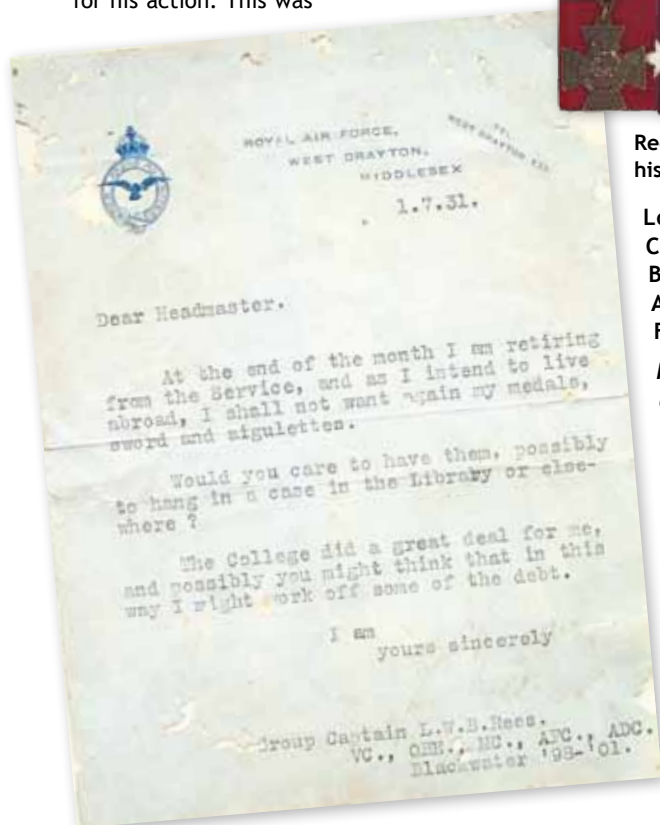 for his action. This was
ROYAL AIR FORCE,
WEST DRAYTON,
MIDDLESEX
WEST DRAYTON
1.7.31.
Dear Headmaster.
At the end of the month I am retiring
from the Service, and as I intend to live
abroad, I shall not want again my medals,
sword and aigulettes.
Would you care to have them, possibly
to hang in a case in the Library or else-
where ?
The College did a great deal for me,
and possibly you might think that in this
way I might work off some of the debt.
I am
yours sincerely
Group Captain L.W.B.Rees.
VC., OBE., MC., AFC., ADC.
Blackwater '98-'01.
his